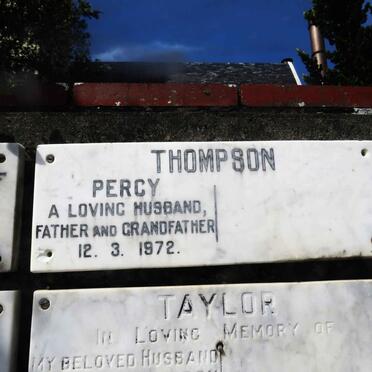 THOMPSON
PERCY
A LOVING HUSBAND,
FATHER AND GRANDFATHER
12. 3. 1972.
TAYLOR
IN LOVING MEMORY OF
MY BELOVED HUSBAND